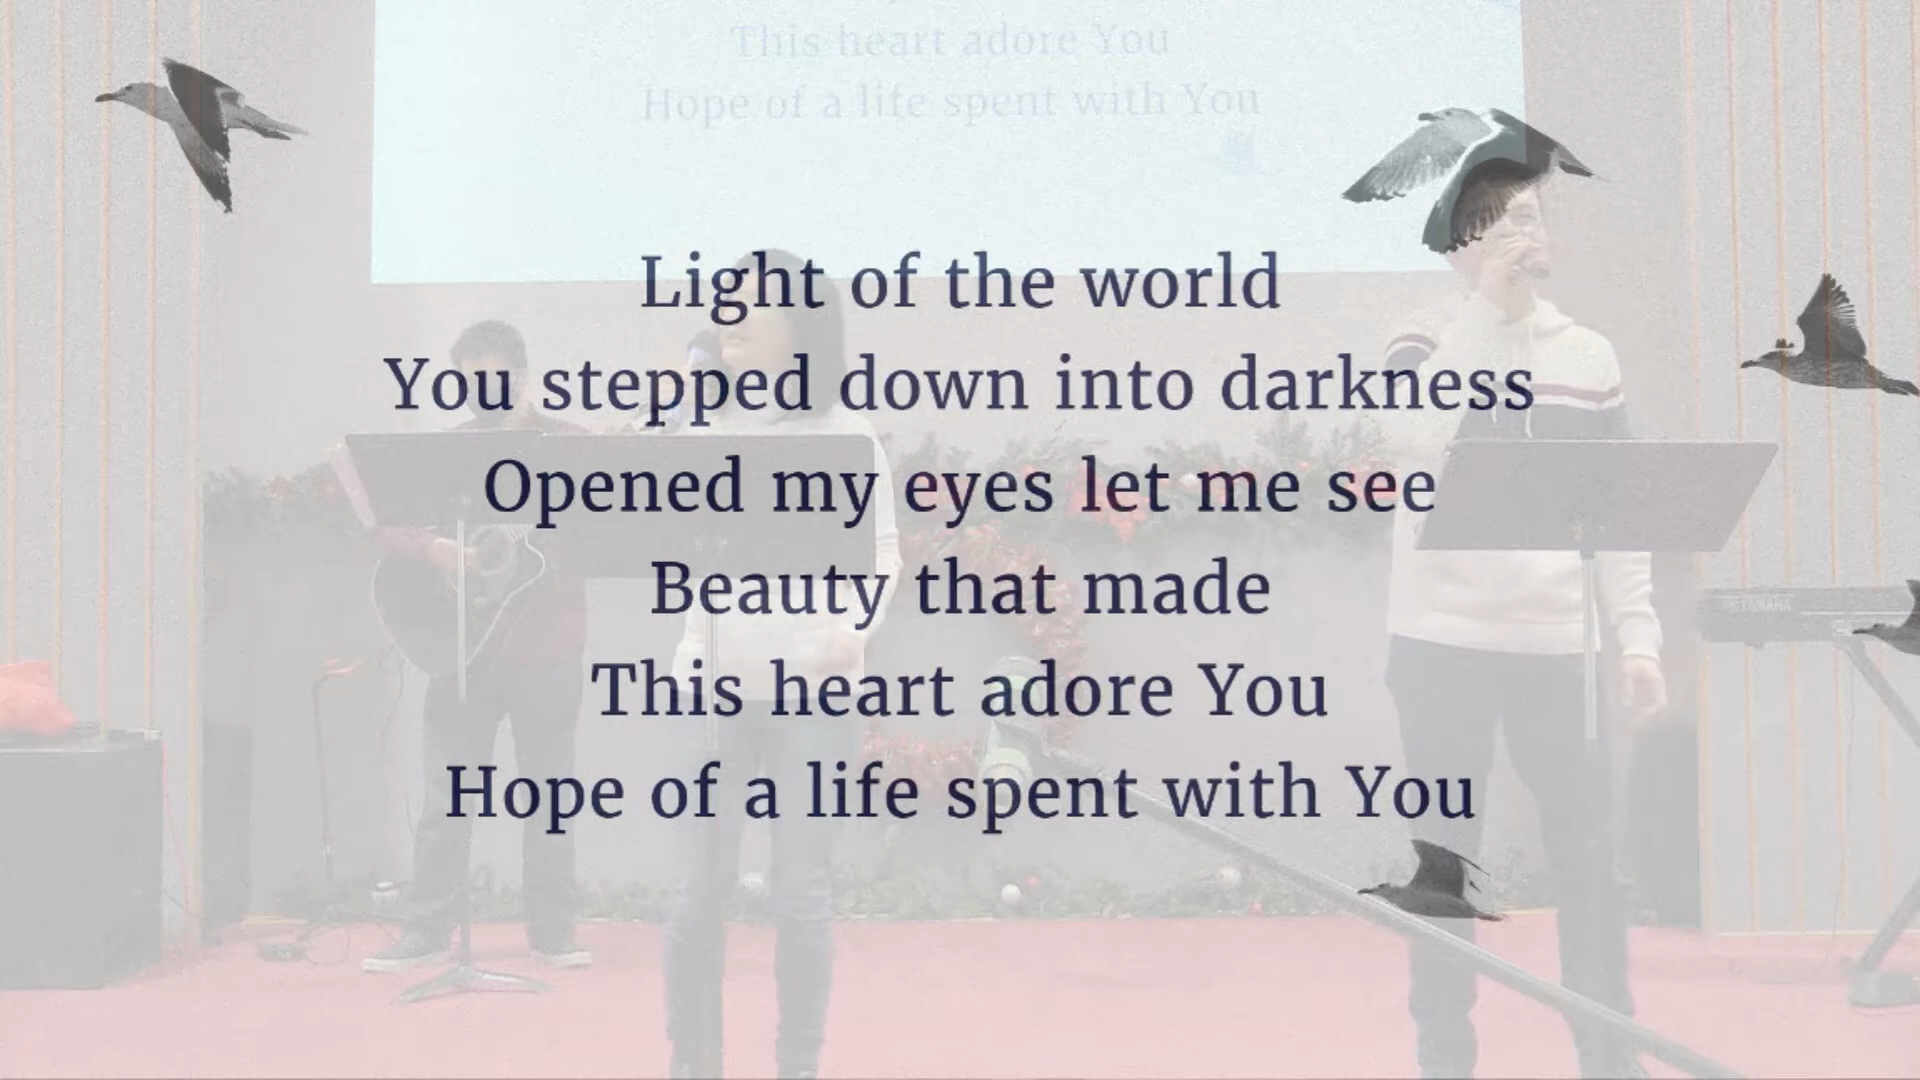 This heart adore You
Hope of a life spent with You
Light of the world
You stepped down into darkness
Opened my eyes let me see
Beauty that made
This heart adore You
Hope of a life spent with You
YAMAHA